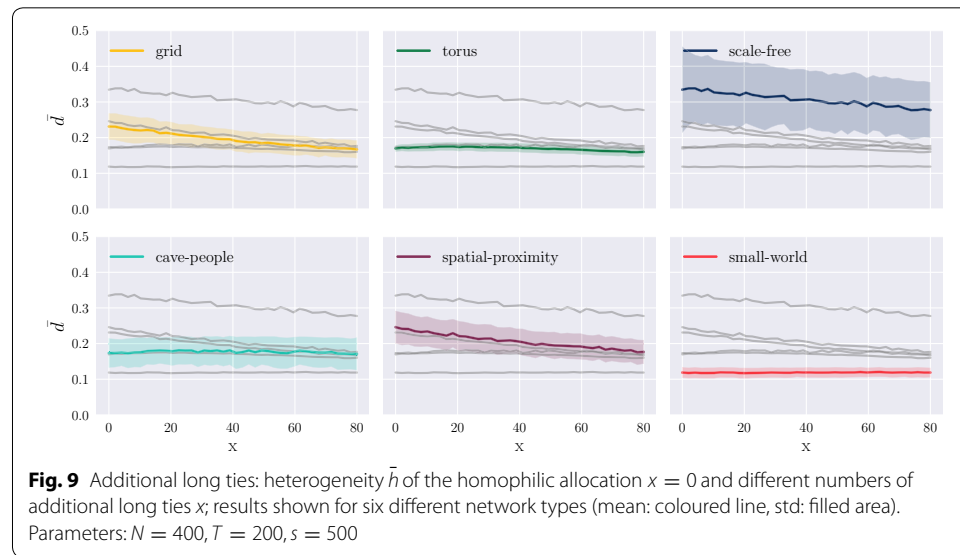 0.5
0.4
0.3
0.2
0.1
0.0
d̄
grid
torus
scale-free
0.5
0.4
0.3
0.2
0.1
0.0
d̄
cave-people
spatial-proximity
small-world
0 20 40 60 80
0 20 40 60 80
0 20 40 60 80
x
x
x
Fig. 9 Additional long ties: heterogeneity h̄ of the homophilic allocation x = 0 and different numbers of
additional long ties x; results shown for six different network types (mean: coloured line, std: filled area).
Parameters: N = 400, T = 200, s = 500